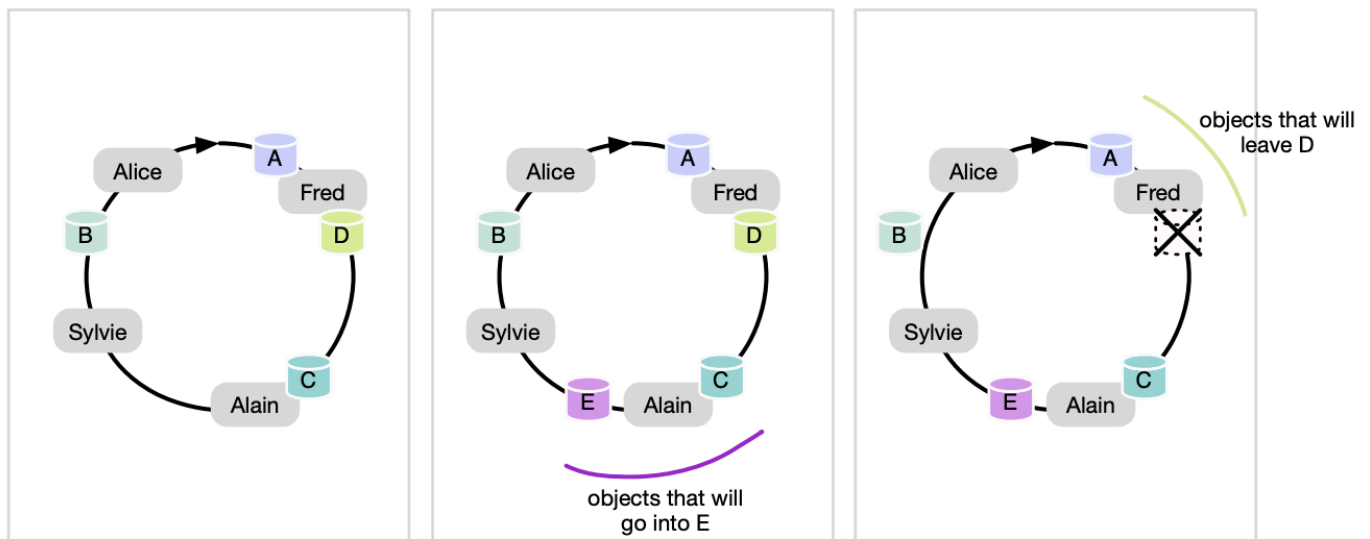 Alice
A
Fred
B
D
Sylvie
C
Alain
Alice
A
Fred
B
D
Sylvie
C
E
Alain
objects that will
go into E
objects that will
leave D
Alice
A
Fred
B
Sylvie
C
E
Alain